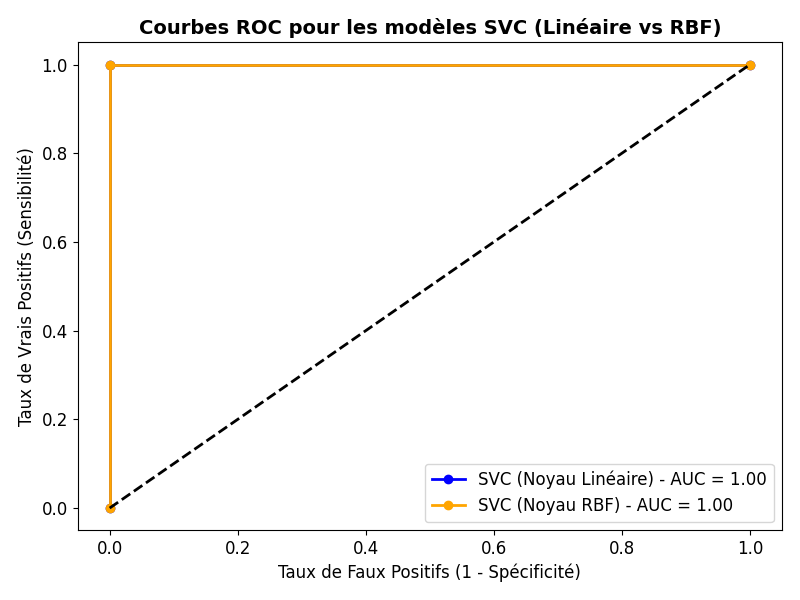 Courbes ROC pour les modèles SVC (Linéaire vs RBF)
Taux de Vrais Positifs (Sensibilité)
1.0
0.8
0.6
0.4
0.2
0.0
SVC (Noyau Linéaire) - AUC = 1.00
SVC (Noyau RBF) - AUC = 1.00
0.0 0.2 0.4 0.6 0.8 1.0
Taux de Faux Positifs (1 - Spécificité)